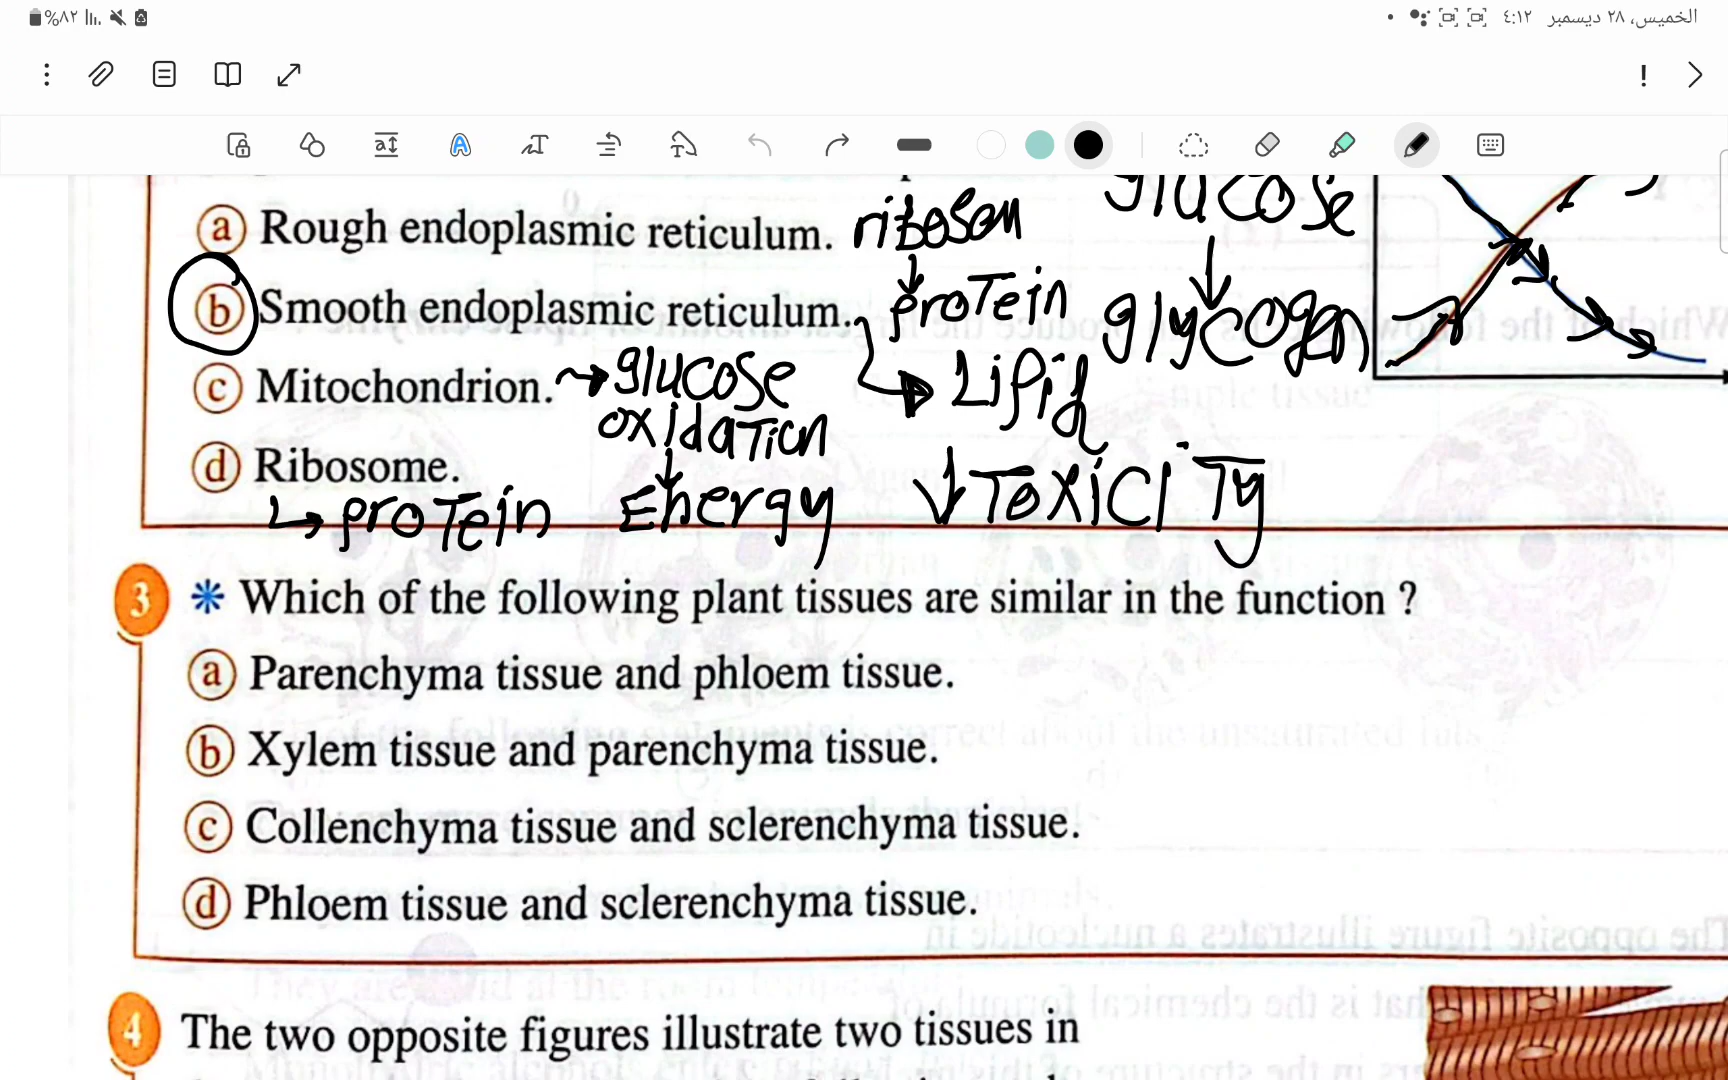 %٨٢
الخميس، ٢٨ ديسمبر ٤:١٢
a Rough endoplasmic reticulum.
riboson
glucose
b Smooth endoplasmic reticulum.
protein
glycogen
c Mitochondrion.
glucose
oxidation
Lipid
d Ribosome.
protein
Energy
Toxicity
3 * Which of the following plant tissues are similar in the function ?
a Parenchyma tissue and phloem tissue.
b Xylem tissue and parenchyma tissue.
c Collenchyma tissue and sclerenchyma tissue.
d Phloem tissue and sclerenchyma tissue.
4 The two opposite figures illustrate two tissues in